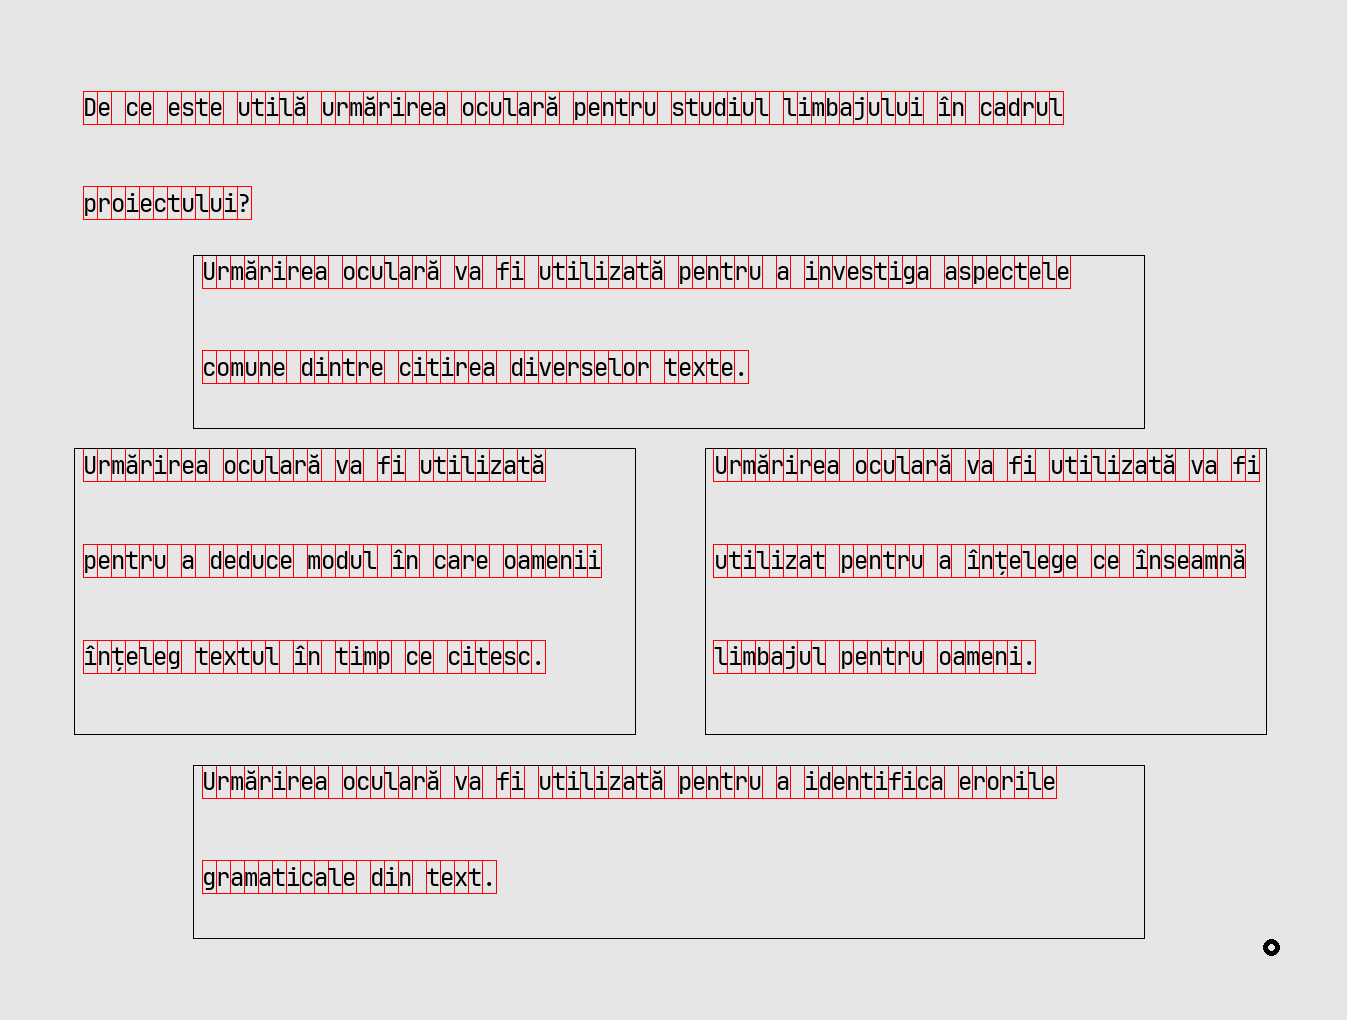 De ce este utilă urmărirea oculară pentru studiul limbajului în cadrul
proiectului?
Urmărirea oculară va fi utilizată pentru a investiga aspectele
comune dintre citirea diverselor texte.
Urmărirea oculară va fi utilizată
pentru a deduce modul în care oamenii
înțeleg textul în timp ce citesc.
Urmărirea oculară va fi utilizată va fi
utilizat pentru a înțelege ce înseamnă
limbajul pentru oameni.
Urmărirea oculară va fi utilizată pentru a identifica erorile
gramaticale din text.